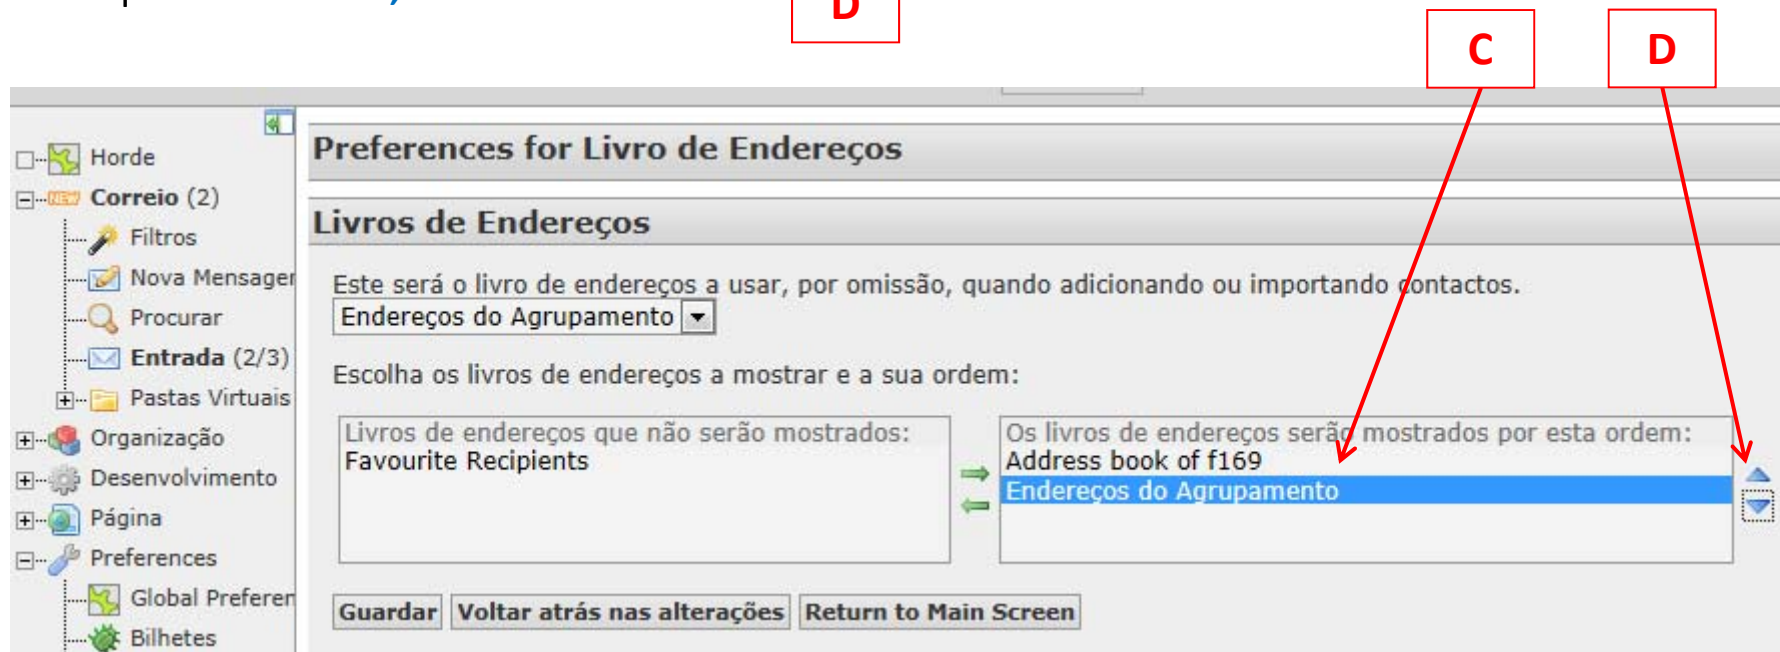 D
C
D
Preferences for Livro de Endereços
Horde
Correio (2)
Livros de Endereços
Filtros
Nova Mensager
Este será o livro de endereços a usar, por omissão, quando adicionando ou importando contactos.
Procurar
Endereços do Agrupamento
Entrada (2/3)
Escolha os livros de endereços a mostrar e a sua ordem:
Pastas Virtuais
Organização
Livros de endereços que não serão mostrados:
Favourite Recipients
Os livros de endereços serão mostrados por esta ordem:
Address book of f169
Endereços do Agrupamento
Desenvolvimento
Página
Preferences
Global Preferen
Bilhetes
Guardar
Voltar atrás nas alterações
Return to Main Screen